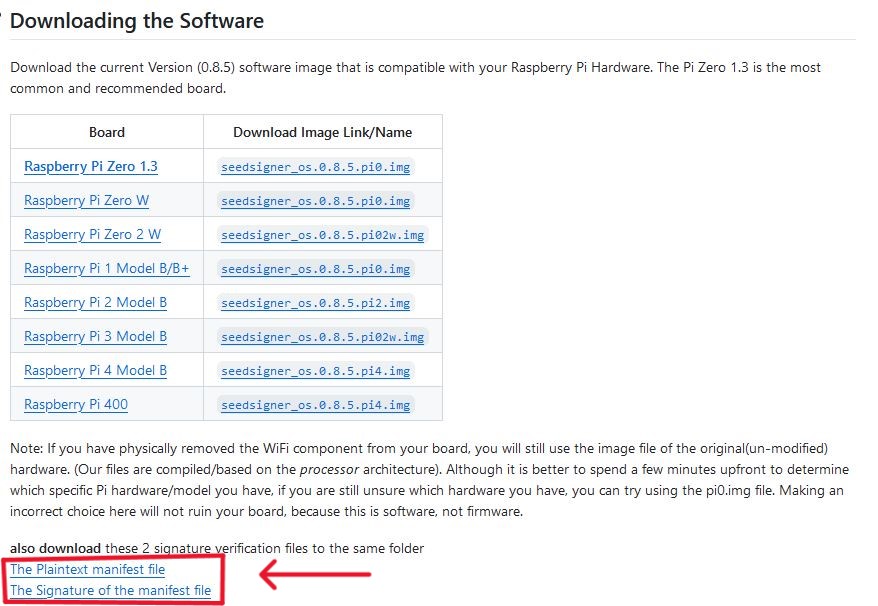 Downloading the Software
Download the current Version (0.8.5) software image that is compatible with your Raspberry Pi Hardware. The Pi Zero 1.3 is the most
common and recommended board.
Board Download Image Link/Name
Raspberry Pi Zero 1.3 seedsigner_os.0.8.5.pi0.img
Raspberry Pi Zero W seedsigner_os.0.8.5.pi0.img
Raspberry Pi Zero 2 W seedsigner_os.0.8.5.pi02w.img
Raspberry Pi 1 Model B/B+ seedsigner_os.0.8.5.pi0.img
Raspberry Pi 2 Model B seedsigner_os.0.8.5.pi2.img
Raspberry Pi 3 Model B seedsigner_os.0.8.5.pi02w.img
Raspberry Pi 4 Model B seedsigner_os.0.8.5.pi4.img
Raspberry Pi 400 seedsigner_os.0.8.5.pi4.img
Note: If you have physically removed the WiFi component from your board, you will still use the image file of the original(un-modified)
hardware. (Our files are compiled/based on the processor architecture). Although it is better to spend a few minutes upfront to determine
which specific Pi hardware/model you have, if you are still unsure which hardware you have, you can try using the pi0.img file. Making an
incorrect choice here will not ruin your board, because this is software, not firmware.
also download these 2 signature verification files to the same folder
The Plaintext manifest file
The Signature of the manifest file